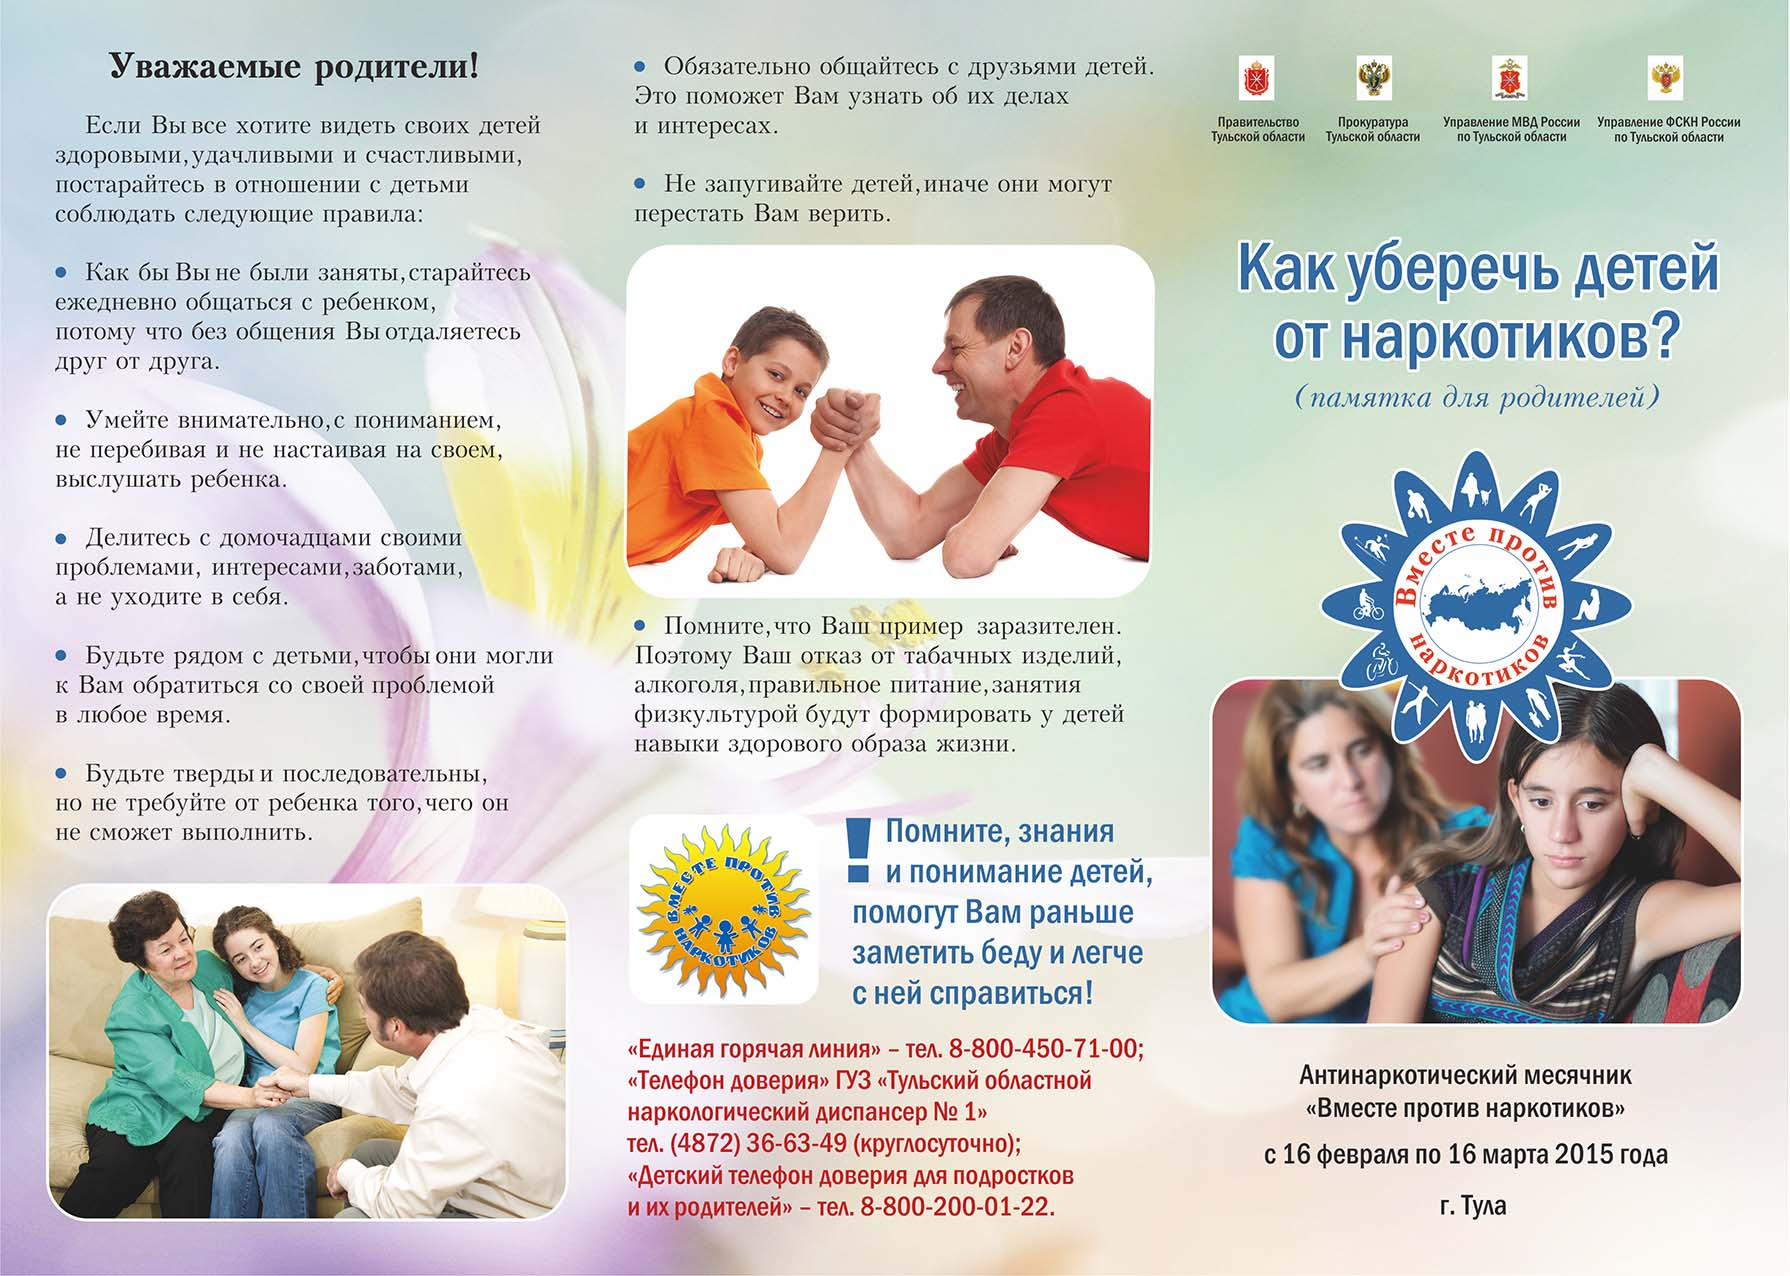 Уважаемые родители!
Если Вы все хотите видеть своих детей
здоровыми, удачливыми и счастливыми,
постарайтесь в отношении с детьми
соблюдать следующие правила:
• Как бы Вы не были заняты, старайтесь
ежедневно общаться с ребенком,
потому что без общения Вы отдаляетесь
друг от друга.
• Умейте внимательно, с пониманием,
не перебивая и не настаивая на своем,
выслушать ребенка.
• Делитесь с домочадцами своими
проблемами, интересами, заботами,
а не уходите в себя.
• Будьте рядом с детьми, чтобы они могли
к Вам обратиться со своей проблемой
в любое время.
• Будьте тверды и последовательны,
но не требуйте от ребенка того, чего он
не сможет выполнить.
• Обязательно общайтесь с друзьями детей.
Это поможет Вам узнать об их делах
и интересах.
• Не запугивайте детей, иначе они могут
перестать Вам верить.
• Помните, что Ваш пример заразителен.
Поэтому Ваш отказ от табачных изделий,
алкоголя, правильное питание, занятия
физкультурой будут формировать у детей
навыки здорового образа жизни.
ВМЕСТЕ ПРОТИВ
НАРКОТИКОВ
! Помните, знания
и понимание детей,
помогут Вам раньше
заметить беду и легче
с ней справиться!
«Единая горячая линия» – тел. 8-800-450-71-00;
«Телефон доверия» ГУЗ «Тульский областной
наркологический диспансер № 1»
тел. (4872) 36-63-49 (круглосуточно);
«Детский телефон доверия для подростков
и их родителей» – тел. 8-800-200-01-22.
Правительство
Тульской области
Прокуратура
Тульской области
Управление МВД России
по Тульской области
Управление ФСКН России
по Тульской области
Как уберечь детей
от наркотиков?
(памятка для родителей)
Вместе против
наркотиков
Антинаркотический месячник
«Вместе против наркотиков»
с 16 февраля по 16 марта 2015 года
г. Тула